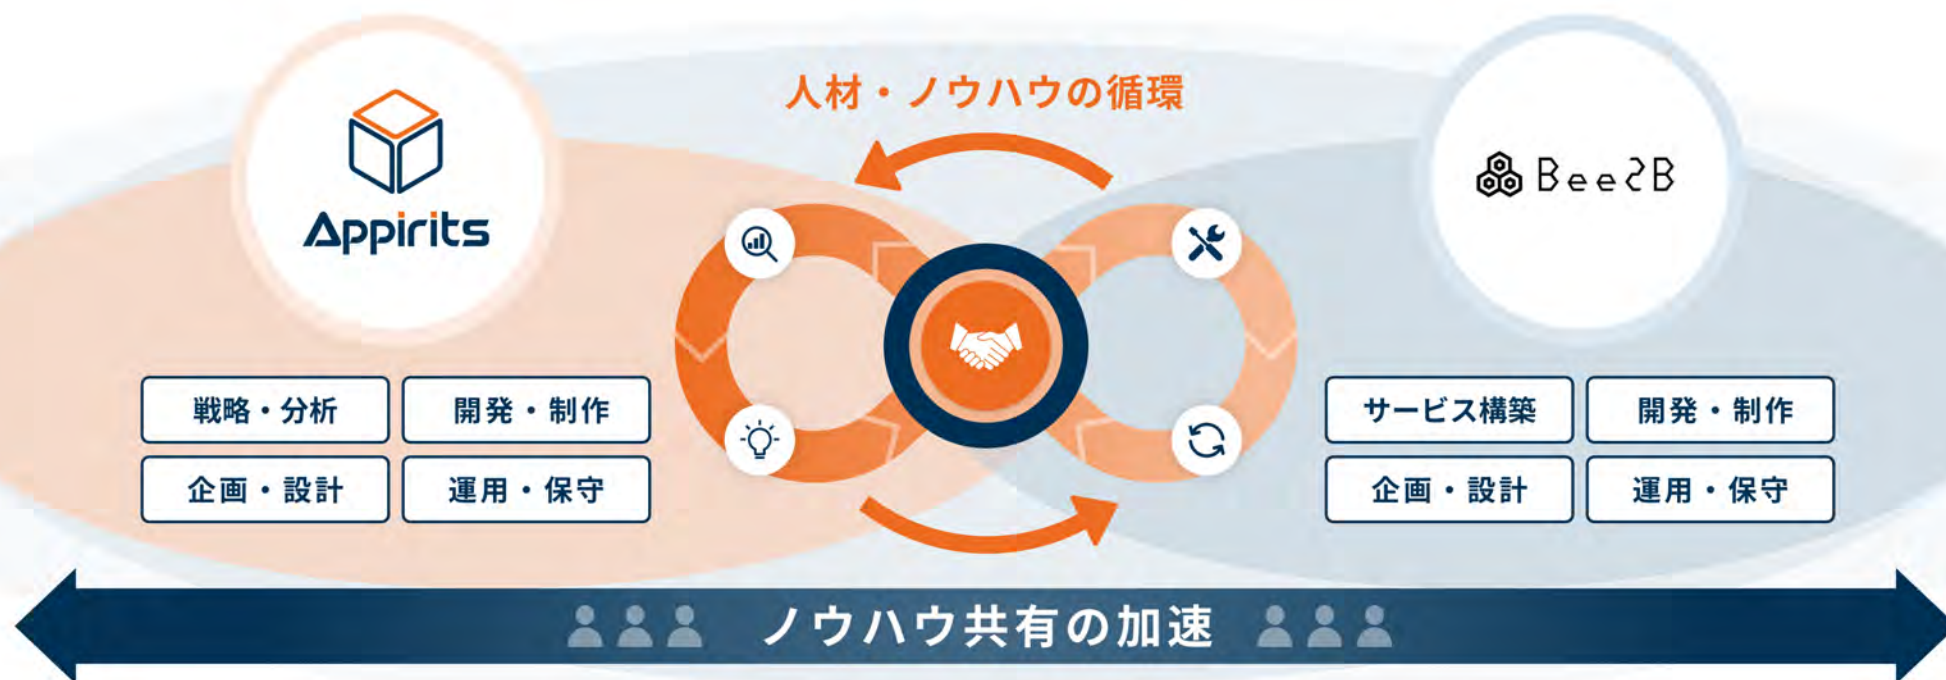 人材・ノウハウの循環
Appirits
Bee2B
戦略・分析
開発・制作
企画・設計
運用・保守
サービス構築
開発・制作
企画・設計
運用・保守
ノウハウ共有の加速